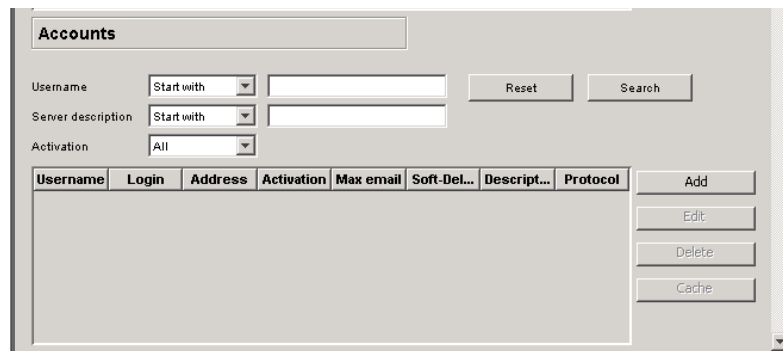 Accounts
Username Start with Reset Search
Server description Start with
Activation All
Username Login Address Activation Max email Soft-Del... Descript... Protocol Add
Edit
Delete
Cache